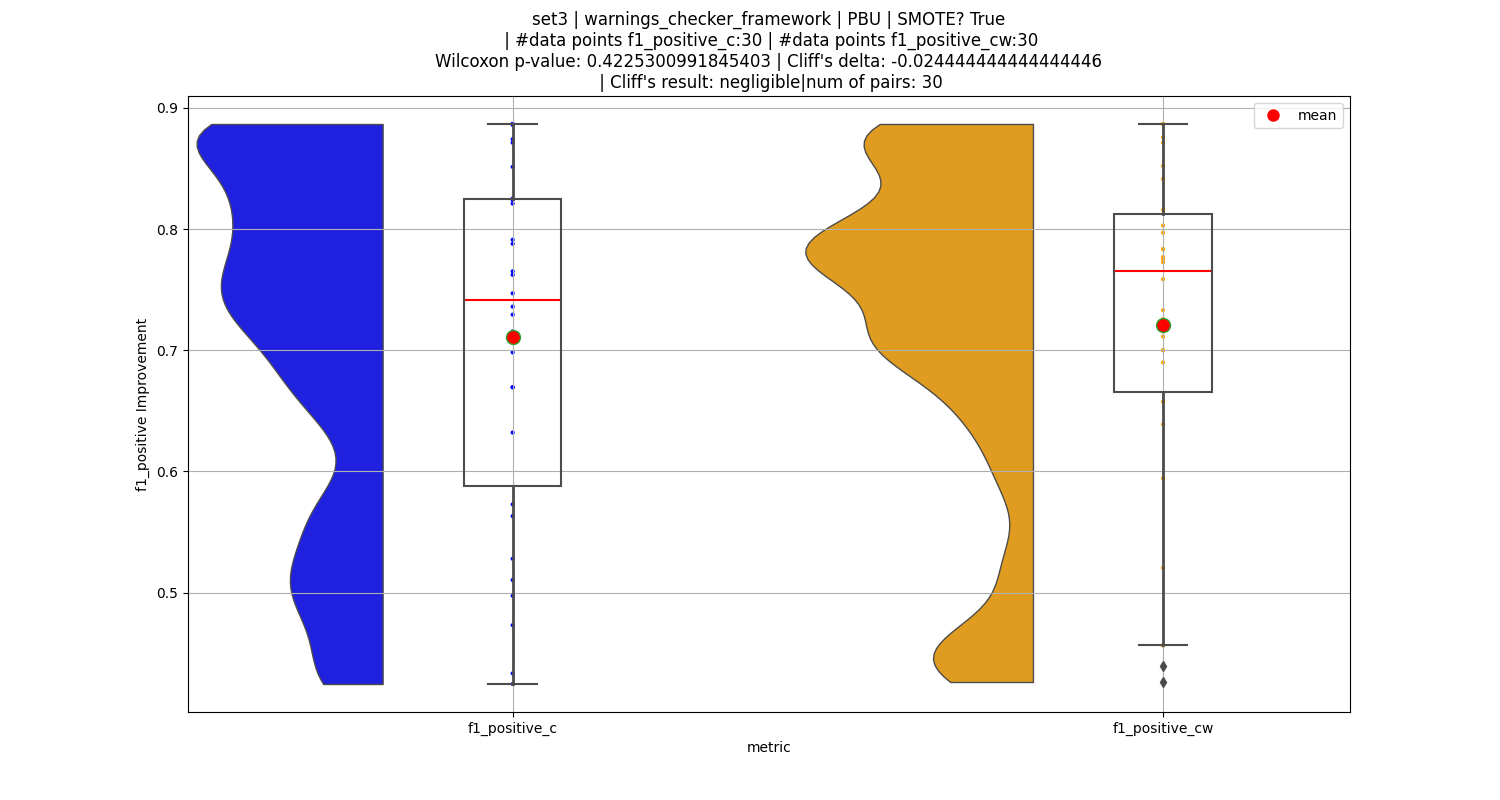 set3 | warnings_checker_framework | PBU | SMOTE? True
| #data points f1_positive_c:30 | #data points f1_positive_cw:30
Wilcoxon p-value: 0.4225300991845403 | Cliff's delta: -0.024444444444444446
| Cliff's result: negligible|num of pairs: 30
mean
0.9
0.8
0.7
0.6
0.5
f1_positive Improvement
f1_positive_c
f1_positive_cw
metric